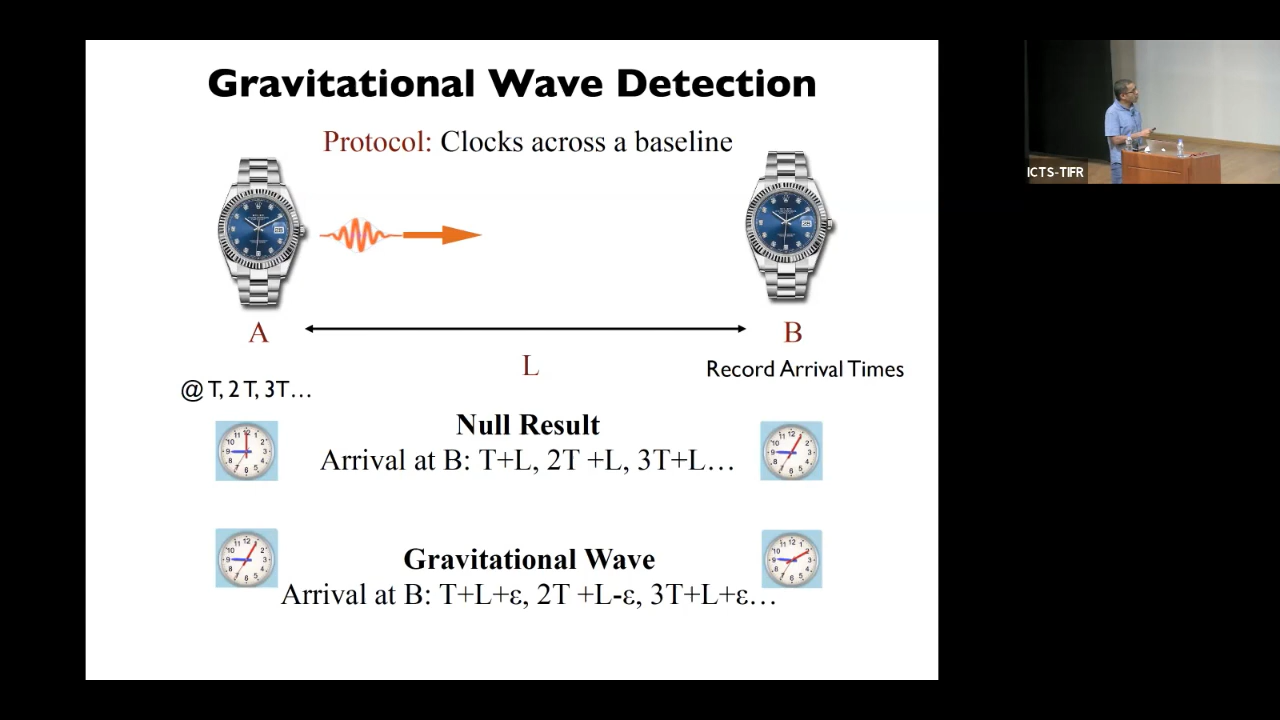 Gravitational Wave Detection
Protocol: Clocks across a baseline
A
B
L
Record Arrival Times
@ T, 2T, 3T...
Null Result
Arrival at B: T+L, 2T +L, 3T+L...
Gravitational Wave
Arrival at B: T+L+ε, 2T +L-ε, 3T+L+ε...
ICTS-TIFR